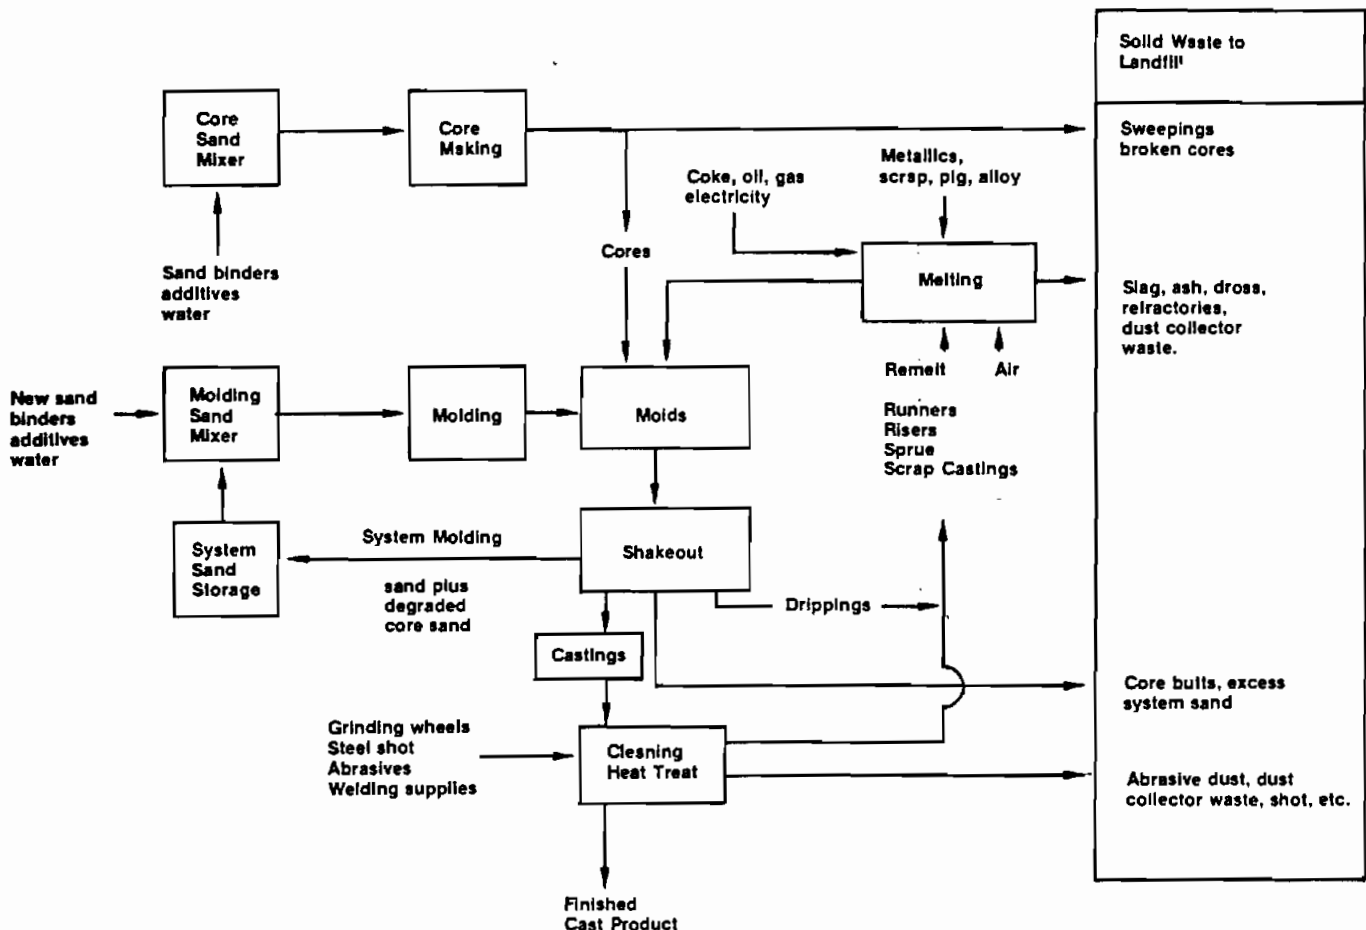 Solid Waste to
Landfill¹
Core
Sand
Mixer
Core
Making
Sweepings
broken cores
Metallics,
scrap, pig, alloy
Coke, oil, gas
electricity
Cores
Melting
Sand binders
additives
water
Slag, ash, dross,
refractories,
dust collector
waste.
Remelt
Air
New sand
binders
additives
water
Molding
Sand
Mixer
Molding
Molds
Runners
Risers
Sprue
Scrap Castings
System
Sand
Storage
System Molding
sand plus
degraded
core sand
Shakeout
Drippings
Castings
Core butts, excess
system sand
Grinding wheels
Steel shot
Abrasives
Welding supplies
Cleaning
Heat Treat
Abrasive dust, dust
collector waste, shot, etc.
Finished
Cast Product